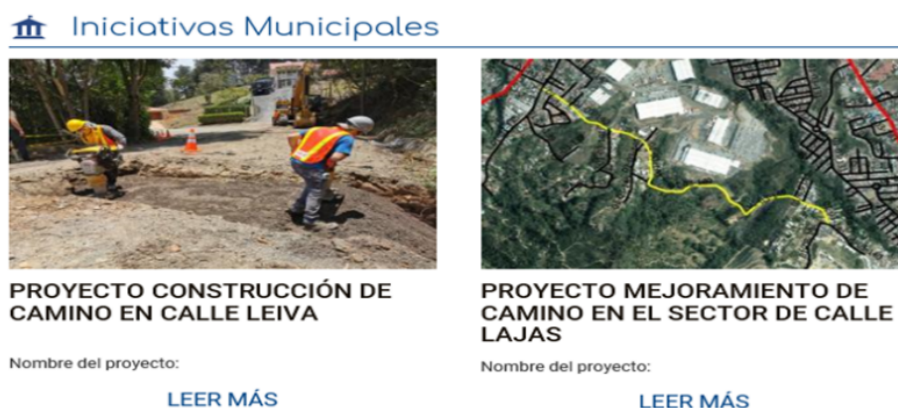 Iniciativas Municipales
PROYECTO CONSTRUCCIÓN DE
CAMINO EN CALLE LEIVA
Nombre del proyecto:
LEER MÁS
PROYECTO MEJORAMIENTO DE
CAMINO EN EL SECTOR DE CALLE
LAJAS
Nombre del proyecto:
LEER MÁS